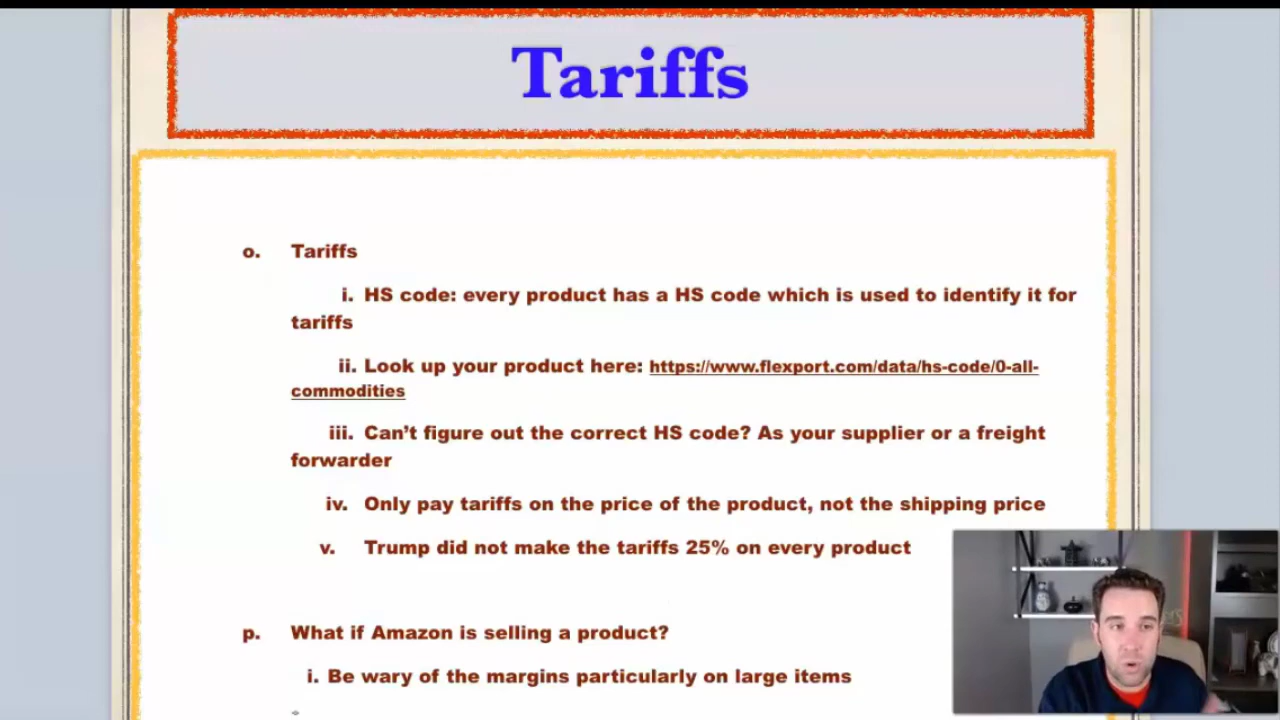 Tariffs
o. Tariffs
i. HS code: every product has a HS code which is used to identify it for
tariffs
ii. Look up your product here: https://www.flexport.com/data/hs-code/0-all-
commodities
iii. Can’t figure out the correct HS code? As your supplier or a freight
forwarder
iv. Only pay tariffs on the price of the product, not the shipping price
v. Trump did not make the tariffs 25% on every product
p. What if Amazon is selling a product?
i. Be wary of the margins particularly on large items